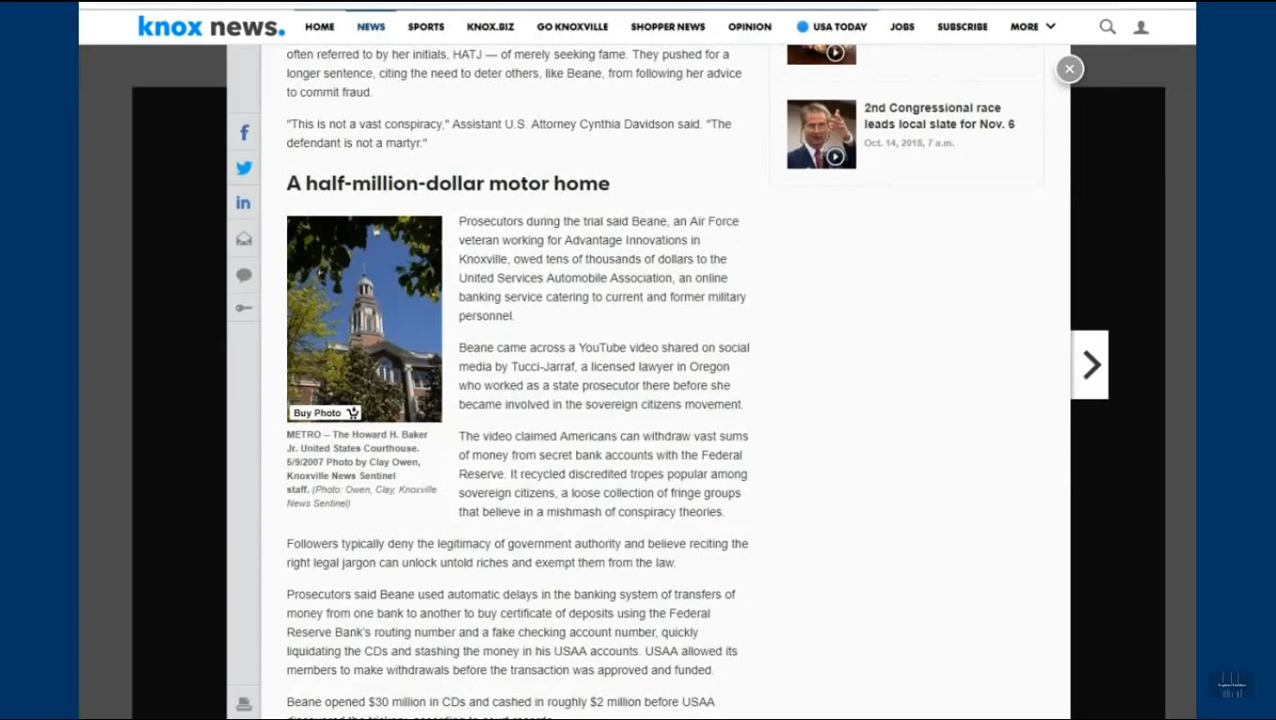 knox news.
HOME NEWS SPORTS KNOX.BIZ GO KNOXVILLE SHOPPER NEWS OPINION USA TODAY JOBS SUBSCRIBE MORE
often referred to by her initials, HATJ — of merely seeking fame. They pushed for a
longer sentence, citing the need to deter others, like Beane, from following her advice
to commit fraud.
"This is not a vast conspiracy," Assistant U.S. Attorney Cynthia Davidson said. "The
defendant is not a martyr."
A half-million-dollar motor home
Buy Photo
METRO – The Howard H. Baker
Jr. United States Courthouse.
5/9/2007 Photo by Clay Owen,
Knoxville News Sentinel
staff. (Photo: Owen, Clay, Knoxville
News Sentinel)
Prosecutors during the trial said Beane, an Air Force
veteran working for Advantage Innovations in
Knoxville, owed tens of thousands of dollars to the
United Services Automobile Association, an online
banking service catering to current and former military
personnel.
Beane came across a YouTube video shared on social
media by Tucci-Jarraf, a licensed lawyer in Oregon
who worked as a state prosecutor there before she
became involved in the sovereign citizens movement.
The video claimed Americans can withdraw vast sums
of money from secret bank accounts with the Federal
Reserve. It recycled discredited tropes popular among
sovereign citizens, a loose collection of fringe groups
that believe in a mishmash of conspiracy theories.
Followers typically deny the legitimacy of government authority and believe reciting the
right legal jargon can unlock untold riches and exempt them from the law.
Prosecutors said Beane used automatic delays in the banking system of transfers of
money from one bank to another to buy certificate of deposits using the Federal
Reserve Bank's routing number and a fake checking account number, quickly
liquidating the CDs and stashing the money in his USAA accounts. USAA allowed its
members to make withdrawals before the transaction was approved and funded.
Beane opened $30 million in CDs and cashed in roughly $2 million before USAA
2nd Congressional race
leads local slate for Nov. 6
Oct. 14, 2018, 7 a.m.